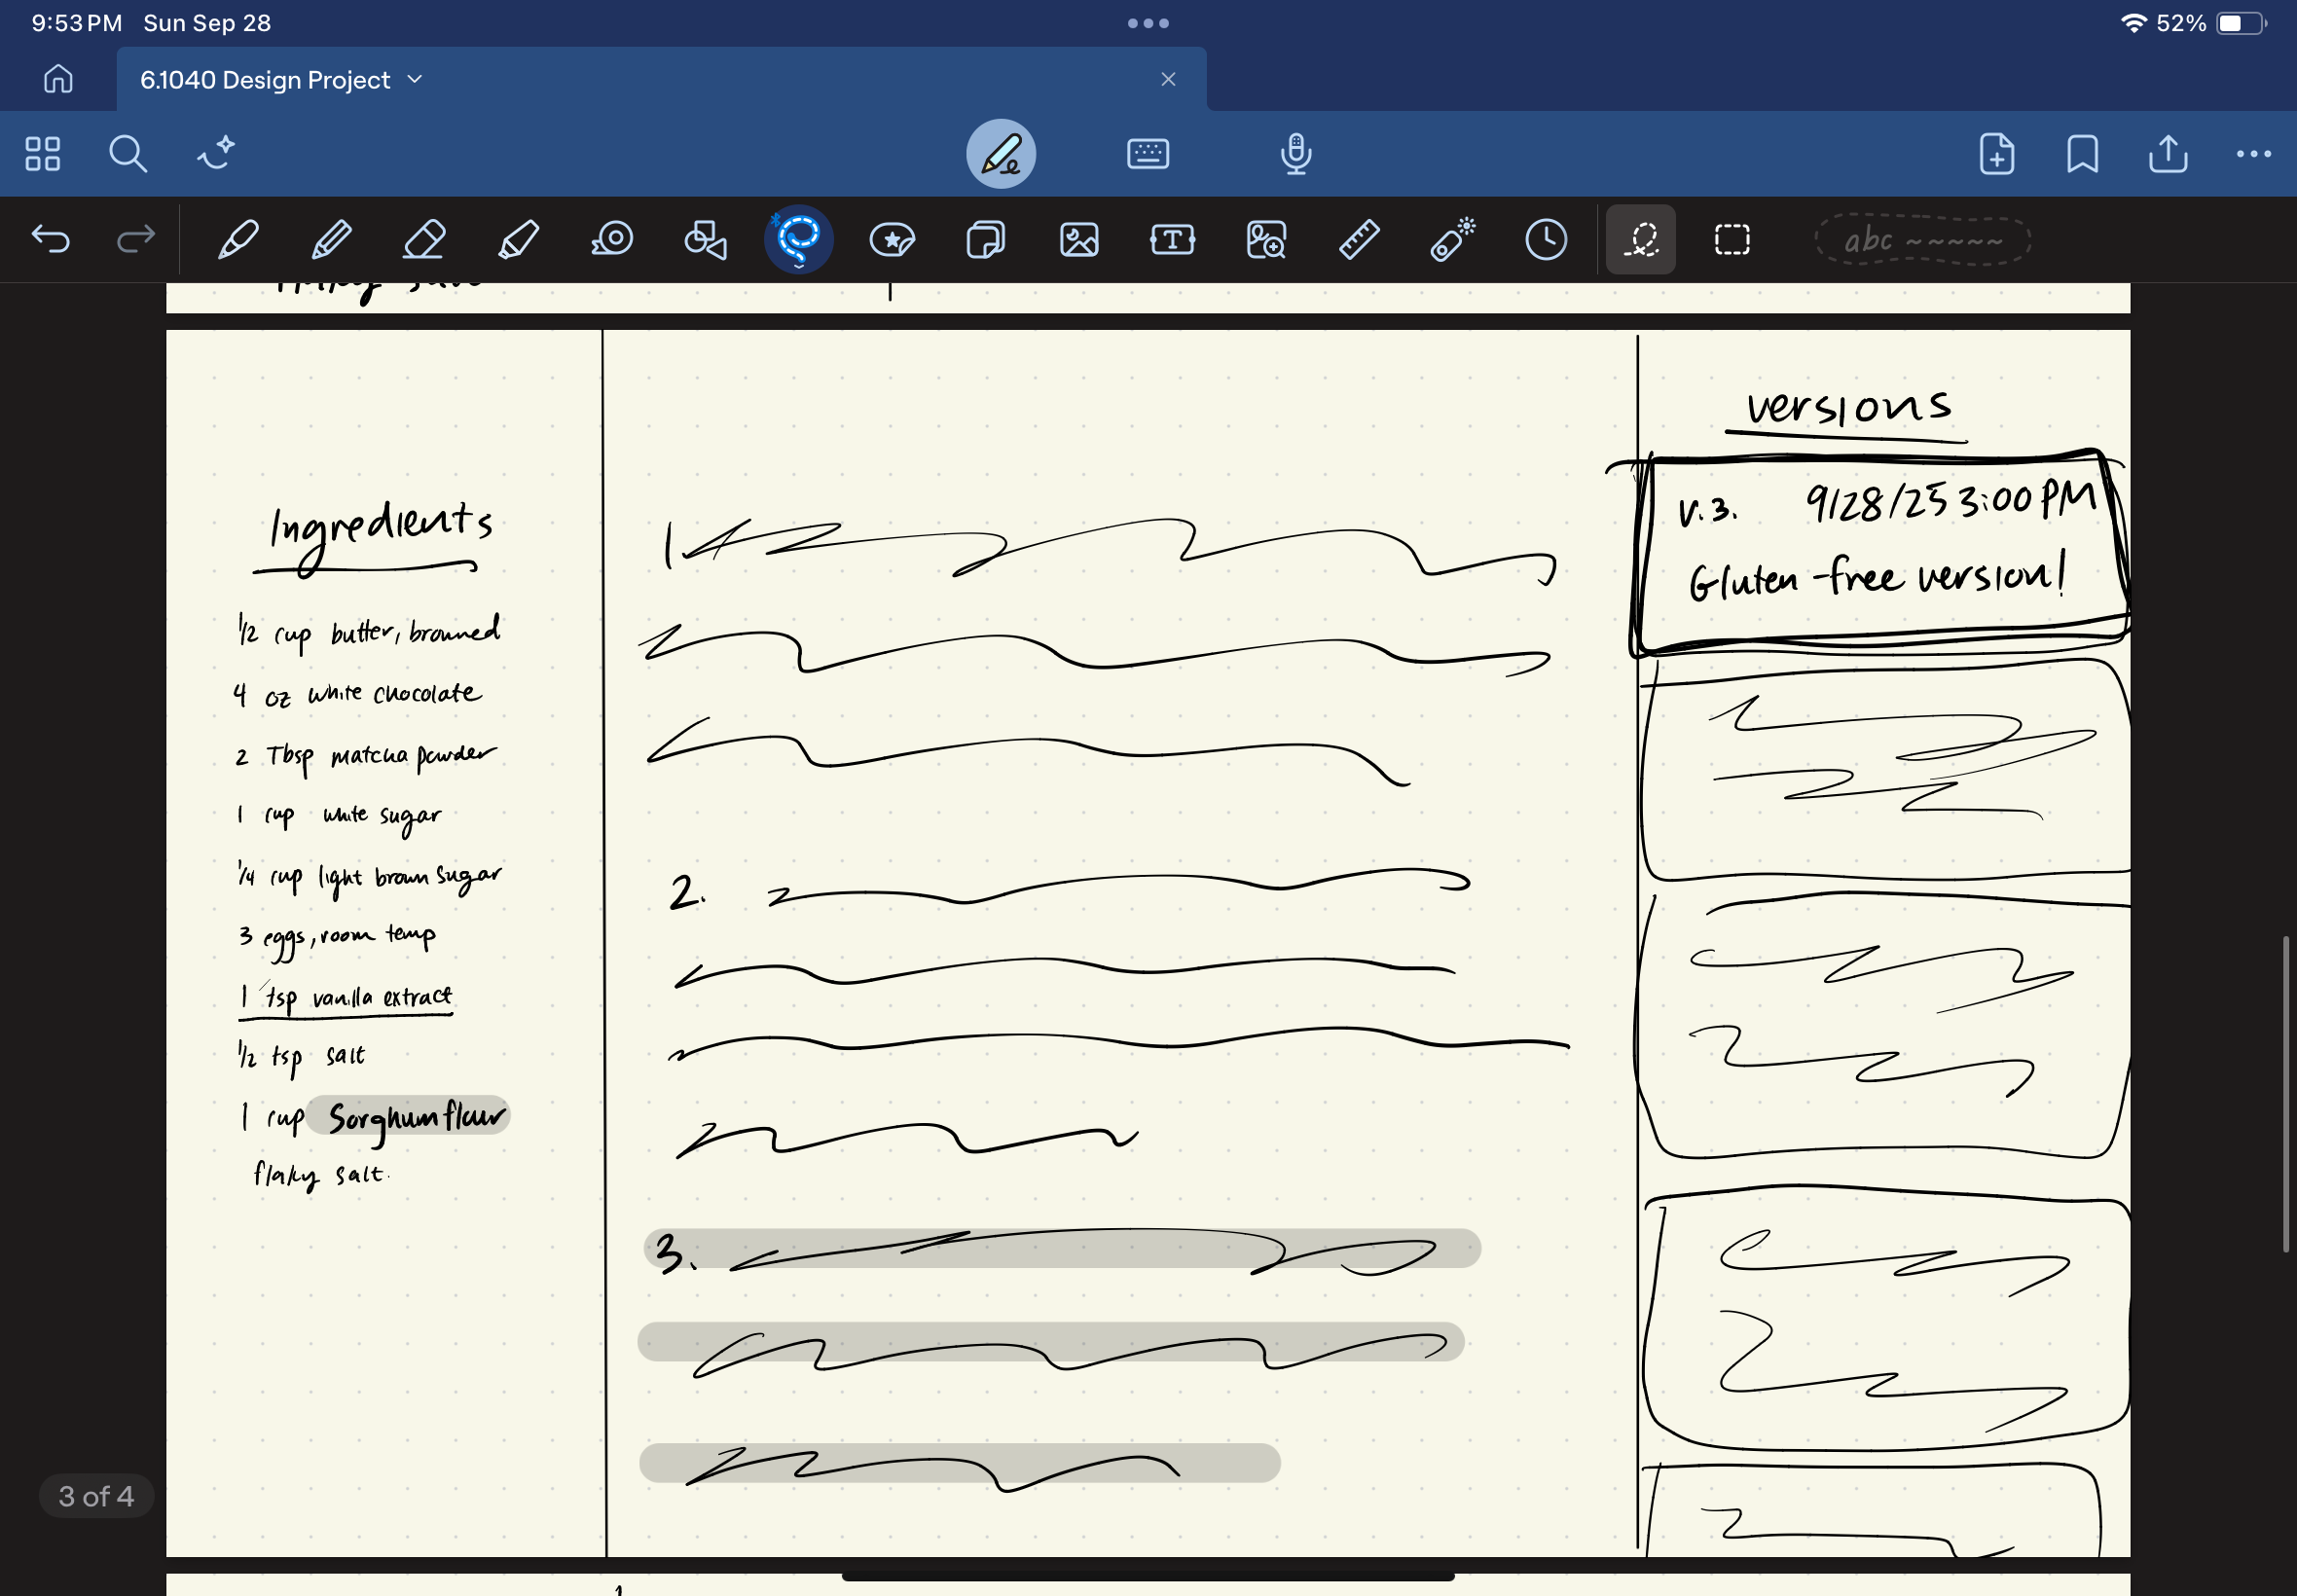 9:53 PM Sun Sep 28
52%
6.1040 Design Project
abc
Ingredients
1/2 cup butter, browned
4 oz white chocolate
2 Tbsp matcha powder
1 cup white sugar
1/4 cup light brown sugar
3 eggs, room temp
1 tsp vanilla extract
1/2 tsp salt
1 cup Sorghum flour
flaky salt.
1
2.
3.
versions
v.3. 9/28/25 3:00 PM
Gluten-free version!
3 of 4